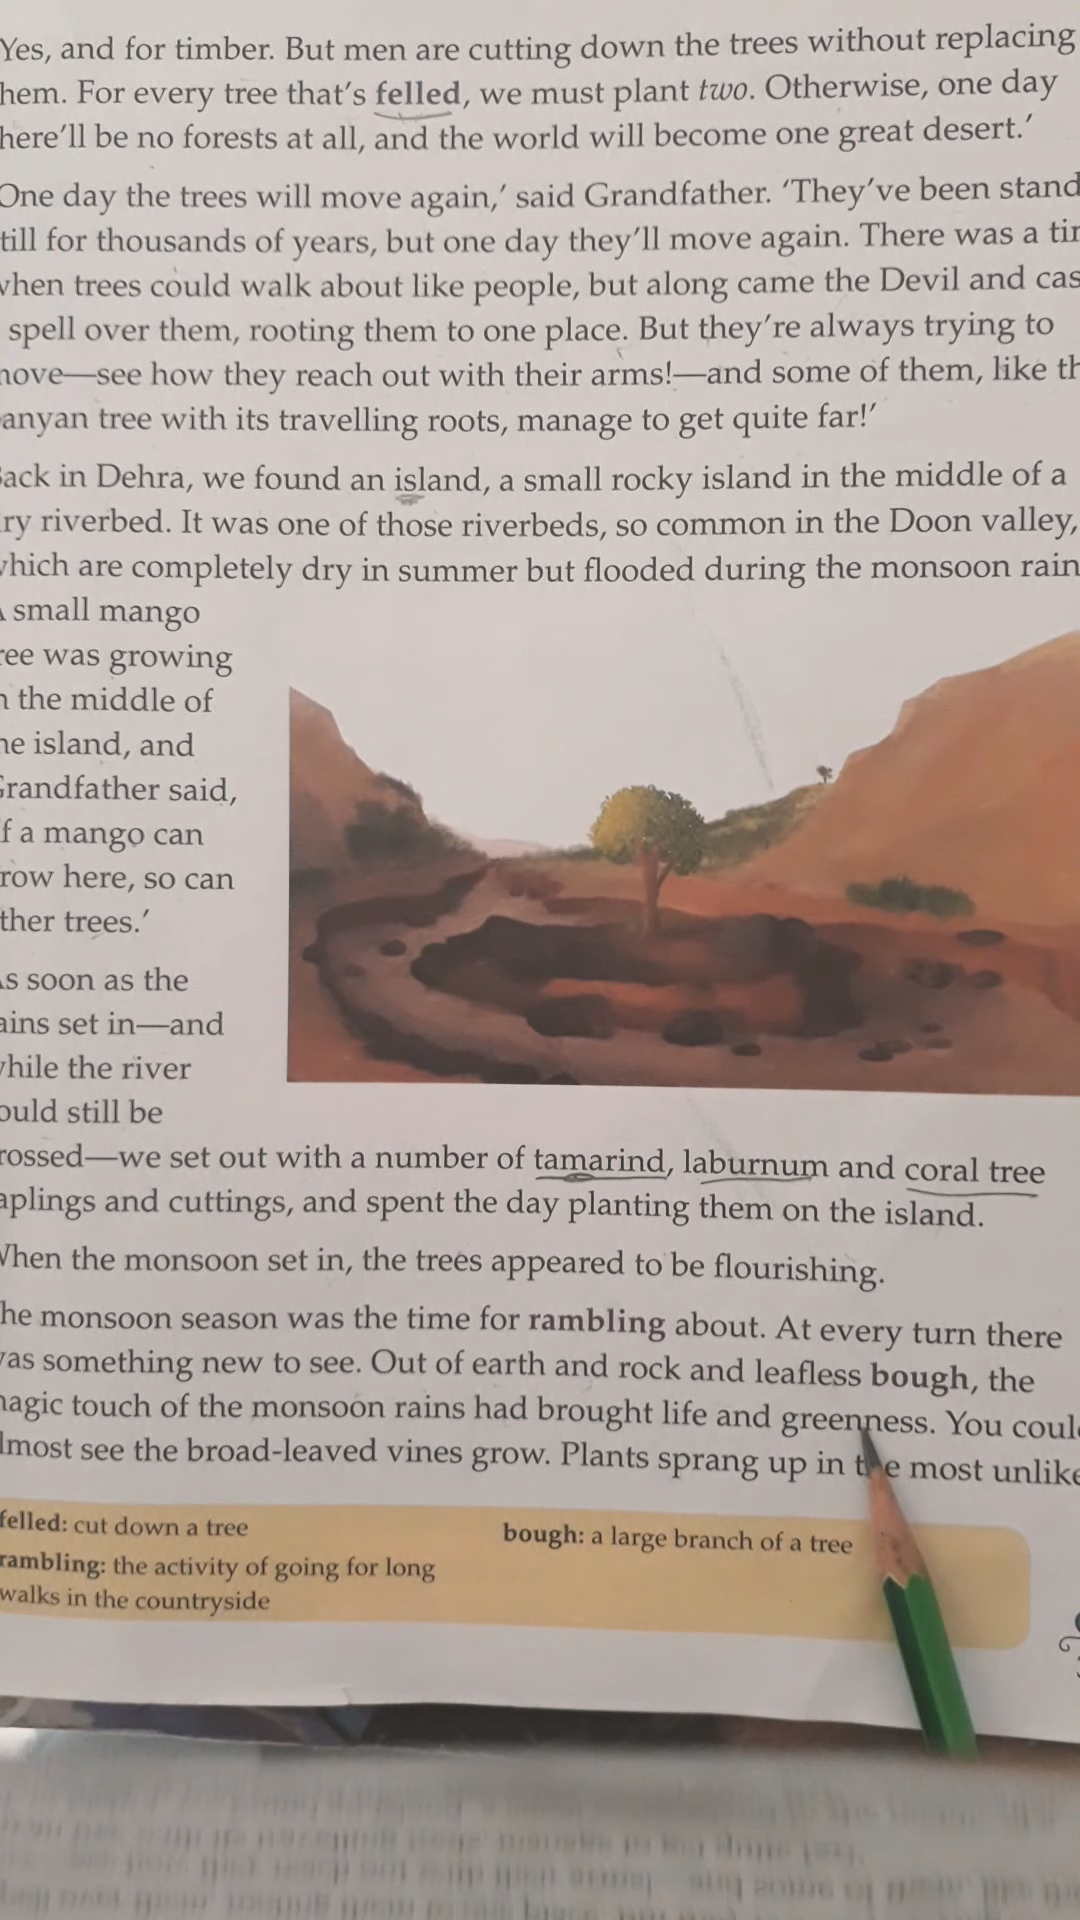 Yes, and for timber. But men are cutting down the trees without replacing
hem. For every tree that's felled, we must plant two. Otherwise, one day
here'll be no forests at all, and the world will become one great desert.'
One day the trees will move again,' said Grandfather. 'They've been stand
till for thousands of years, but one day they'll move again. There was a
when trees could walk about like people, but along came the Devil and cas
spell over them, rooting them to one place. But they're always trying to
move—see how they reach out with their arms!—and some of them, like th
anyan tree with its travelling roots, manage to get quite far!'
Back in Dehra, we found an island, a small rocky island in the middle of a
ry riverbed. It was one of those riverbeds, so common in the Doon valley,
which are completely dry in summer but flooded during the monsoon rain
A small mango
ree was growing
n the middle of
he island, and
Grandfather said,
f a mango can
row here, so can
ther trees.'
As soon as the
ains set in—and
while the river
ould still be
rossed—we set out with a number of tamarind, laburnum and coral tree
aplings and cuttings, and spent the day planting them on the island.
When the monsoon set in, the trees appeared to be flourishing.
he monsoon season was the time for rambling about. At every turn there
was something new to see. Out of earth and rock and leafless bough, the
magic touch of the monsoon rains had brought life and greenness. You coul
lmost see the broad-leaved vines grow. Plants sprang up in the most unlike
felled: cut down a tree
rambling: the activity of going for long
walks in the countryside
bough: a large branch of a tree